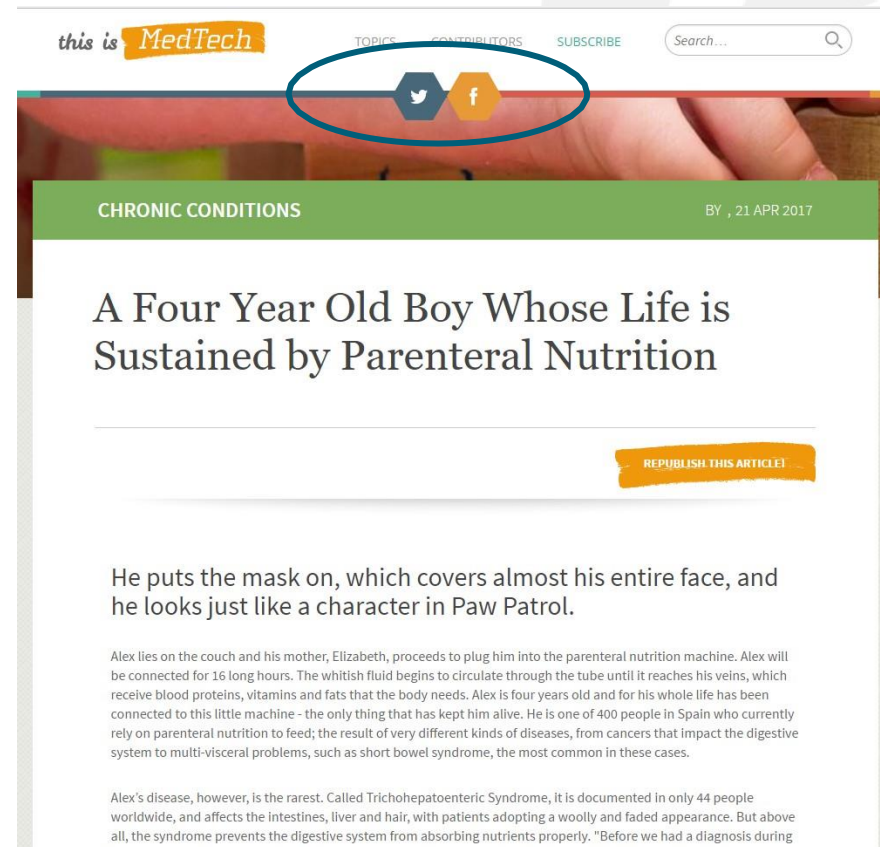 this is MedTech
TOPICS CONTRIBUTORS SUBSCRIBE Search...
f
CHRONIC CONDITIONS BY , 21 APR 2017
A Four Year Old Boy Whose Life is
Sustained by Parenteral Nutrition
REPUBLISH THIS ARTICLE!
He puts the mask on, which covers almost his entire face, and
he looks just like a character in Paw Patrol.
Alex lies on the couch and his mother, Elizabeth, proceeds to plug him into the parenteral nutrition machine. Alex will
be connected for 16 long hours. The whitish fluid begins to circulate through the tube until it reaches his veins, which
receive blood proteins, vitamins and fats that the body needs. Alex is four years old and for his whole life has been
connected to this little machine - the only thing that has kept him alive. He is one of 400 people in Spain who currently
rely on parenteral nutrition to feed; the result of very different kinds of diseases, from cancers that impact the digestive
system to multi-visceral problems, such as short bowel syndrome, the most common in these cases.
Alex's disease, however, is the rarest. Called Trichohepatoenteric Syndrome, it is documented in only 44 people
worldwide, and affects the intestines, liver and hair, with patients adopting a woolly and faded appearance. But above
all, the syndrome prevents the digestive system from absorbing nutrients properly. "Before we had a diagnosis during